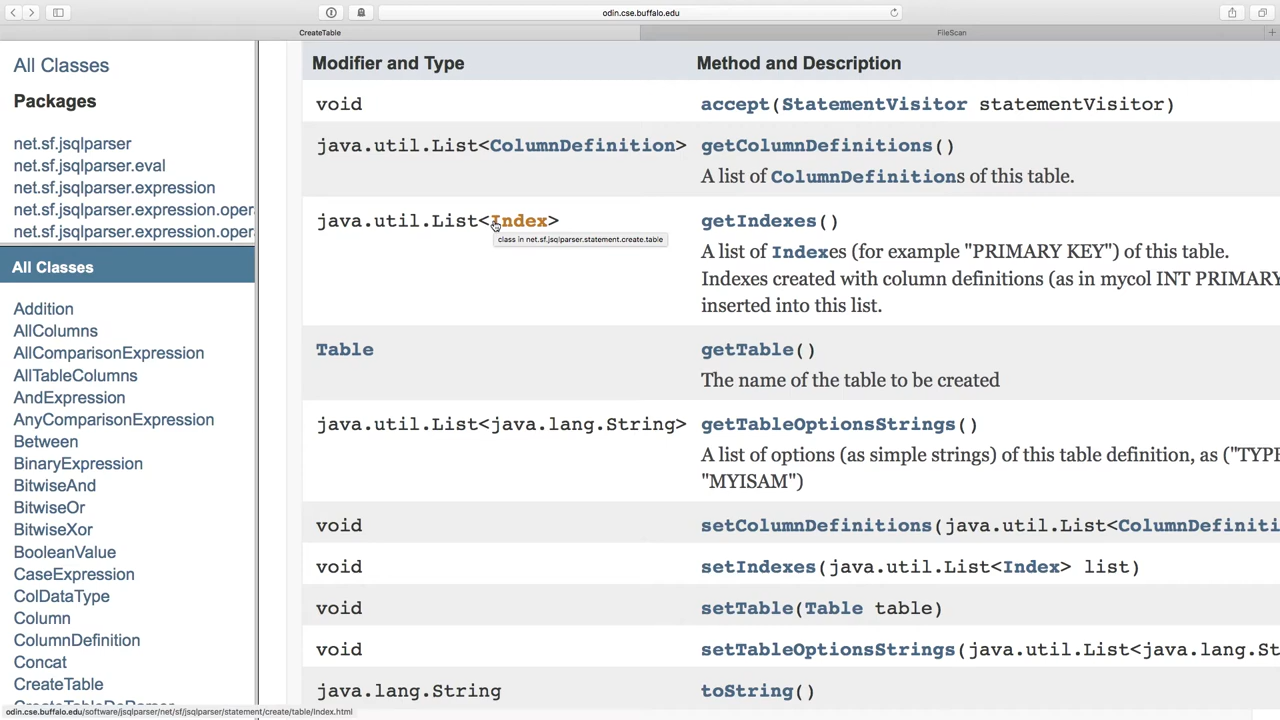 odin.cse.buffalo.edu
CreateTable
FileScan
All Classes
Packages
net.sf.jsqlparser
net.sf.jsqlparser.eval
net.sf.jsqlparser.expression
net.sf.jsqlparser.expression.oper
net.sf.jsqlparser.expression.oper
All Classes
Addition
AllColumns
AllComparisonExpression
AllTableColumns
AndExpression
AnyComparisonExpression
Between
BinaryExpression
BitwiseAnd
BitwiseOr
BitwiseXor
BooleanValue
CaseExpression
ColDataType
Column
ColumnDefinition
Concat
CreateTable
CreateTableDeParser
odin.cse.buffalo.edu/software/jsqlparser/net/sf/jsqlparser/statement/create/table/Index.html
Modifier and Type Method and Description
void accept(StatementVisitor statementVisitor)
java.util.List<ColumnDefinition> getColumnDefinitions()
A list of ColumnDefinitions of this table.
java.util.List<Index> getIndexes()
class in net.sf.jsqlparser.statement.create.table
A list of Indexes (for example "PRIMARY KEY") of this table.
Indexes created with column definitions (as in mycol INT PRIMARY
inserted into this list.
Table getTable()
The name of the table to be created
java.util.List<java.lang.String> getTableOptionsStrings()
A list of options (as simple strings) of this table definition, as ("TYPE
"MYISAM")
void setColumnDefinitions(java.util.List<ColumnDefiniti
void setIndexes(java.util.List<Index> list)
void setTable(Table table)
void setTableOptionsStrings(java.util.List<java.lang.St
java.lang.String toString()